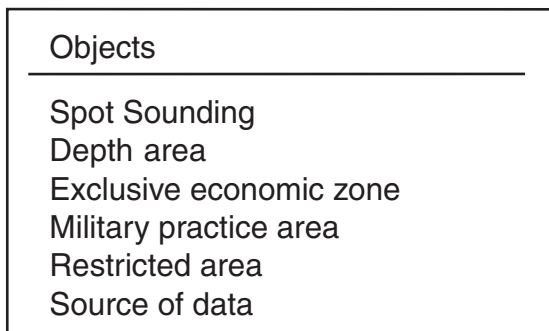 Objects
Spot Sounding
Depth area
Exclusive economic zone
Military practice area
Restricted area
Source of data